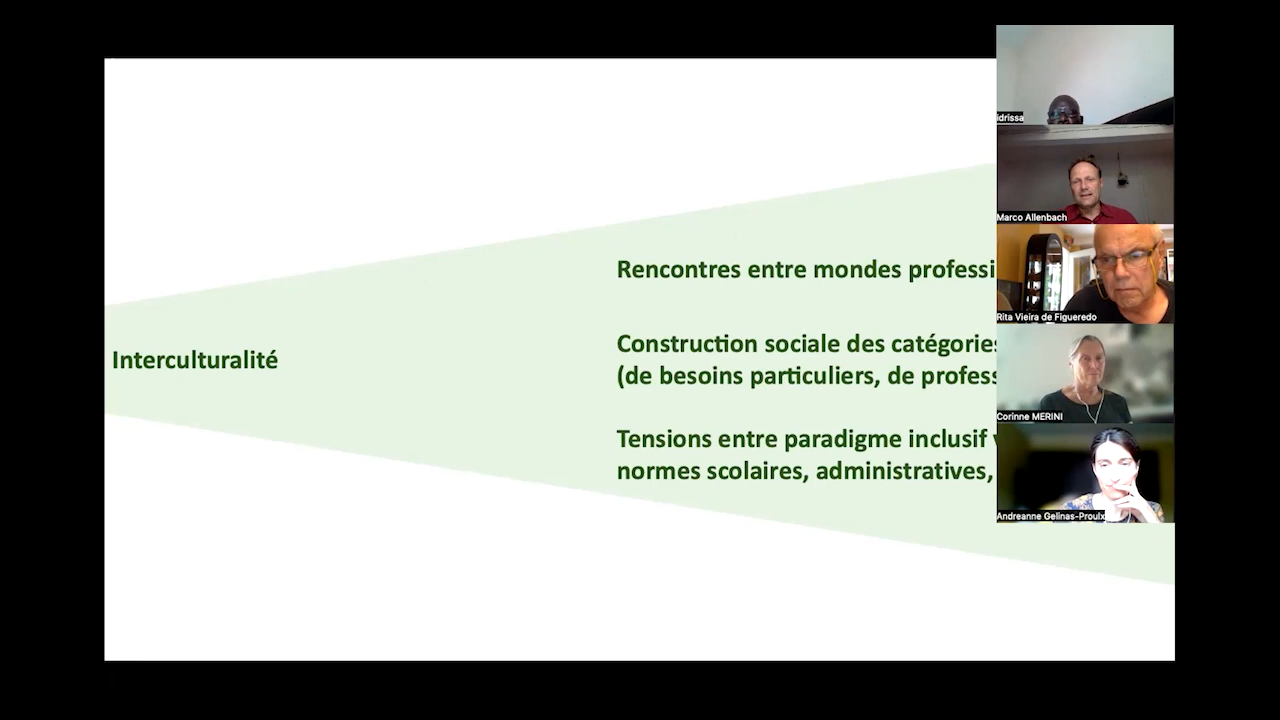 Interculturalité
Rencontres entre mondes professi
Construction sociale des catégories
(de besoins particuliers, de profess
Tensions entre paradigme inclusif
normes scolaires, administratives,
idrissa
Marco Allenbach
Rita Vieira de Figueredo
Corinne MERINI
Andreanne Gelinas-Proulx